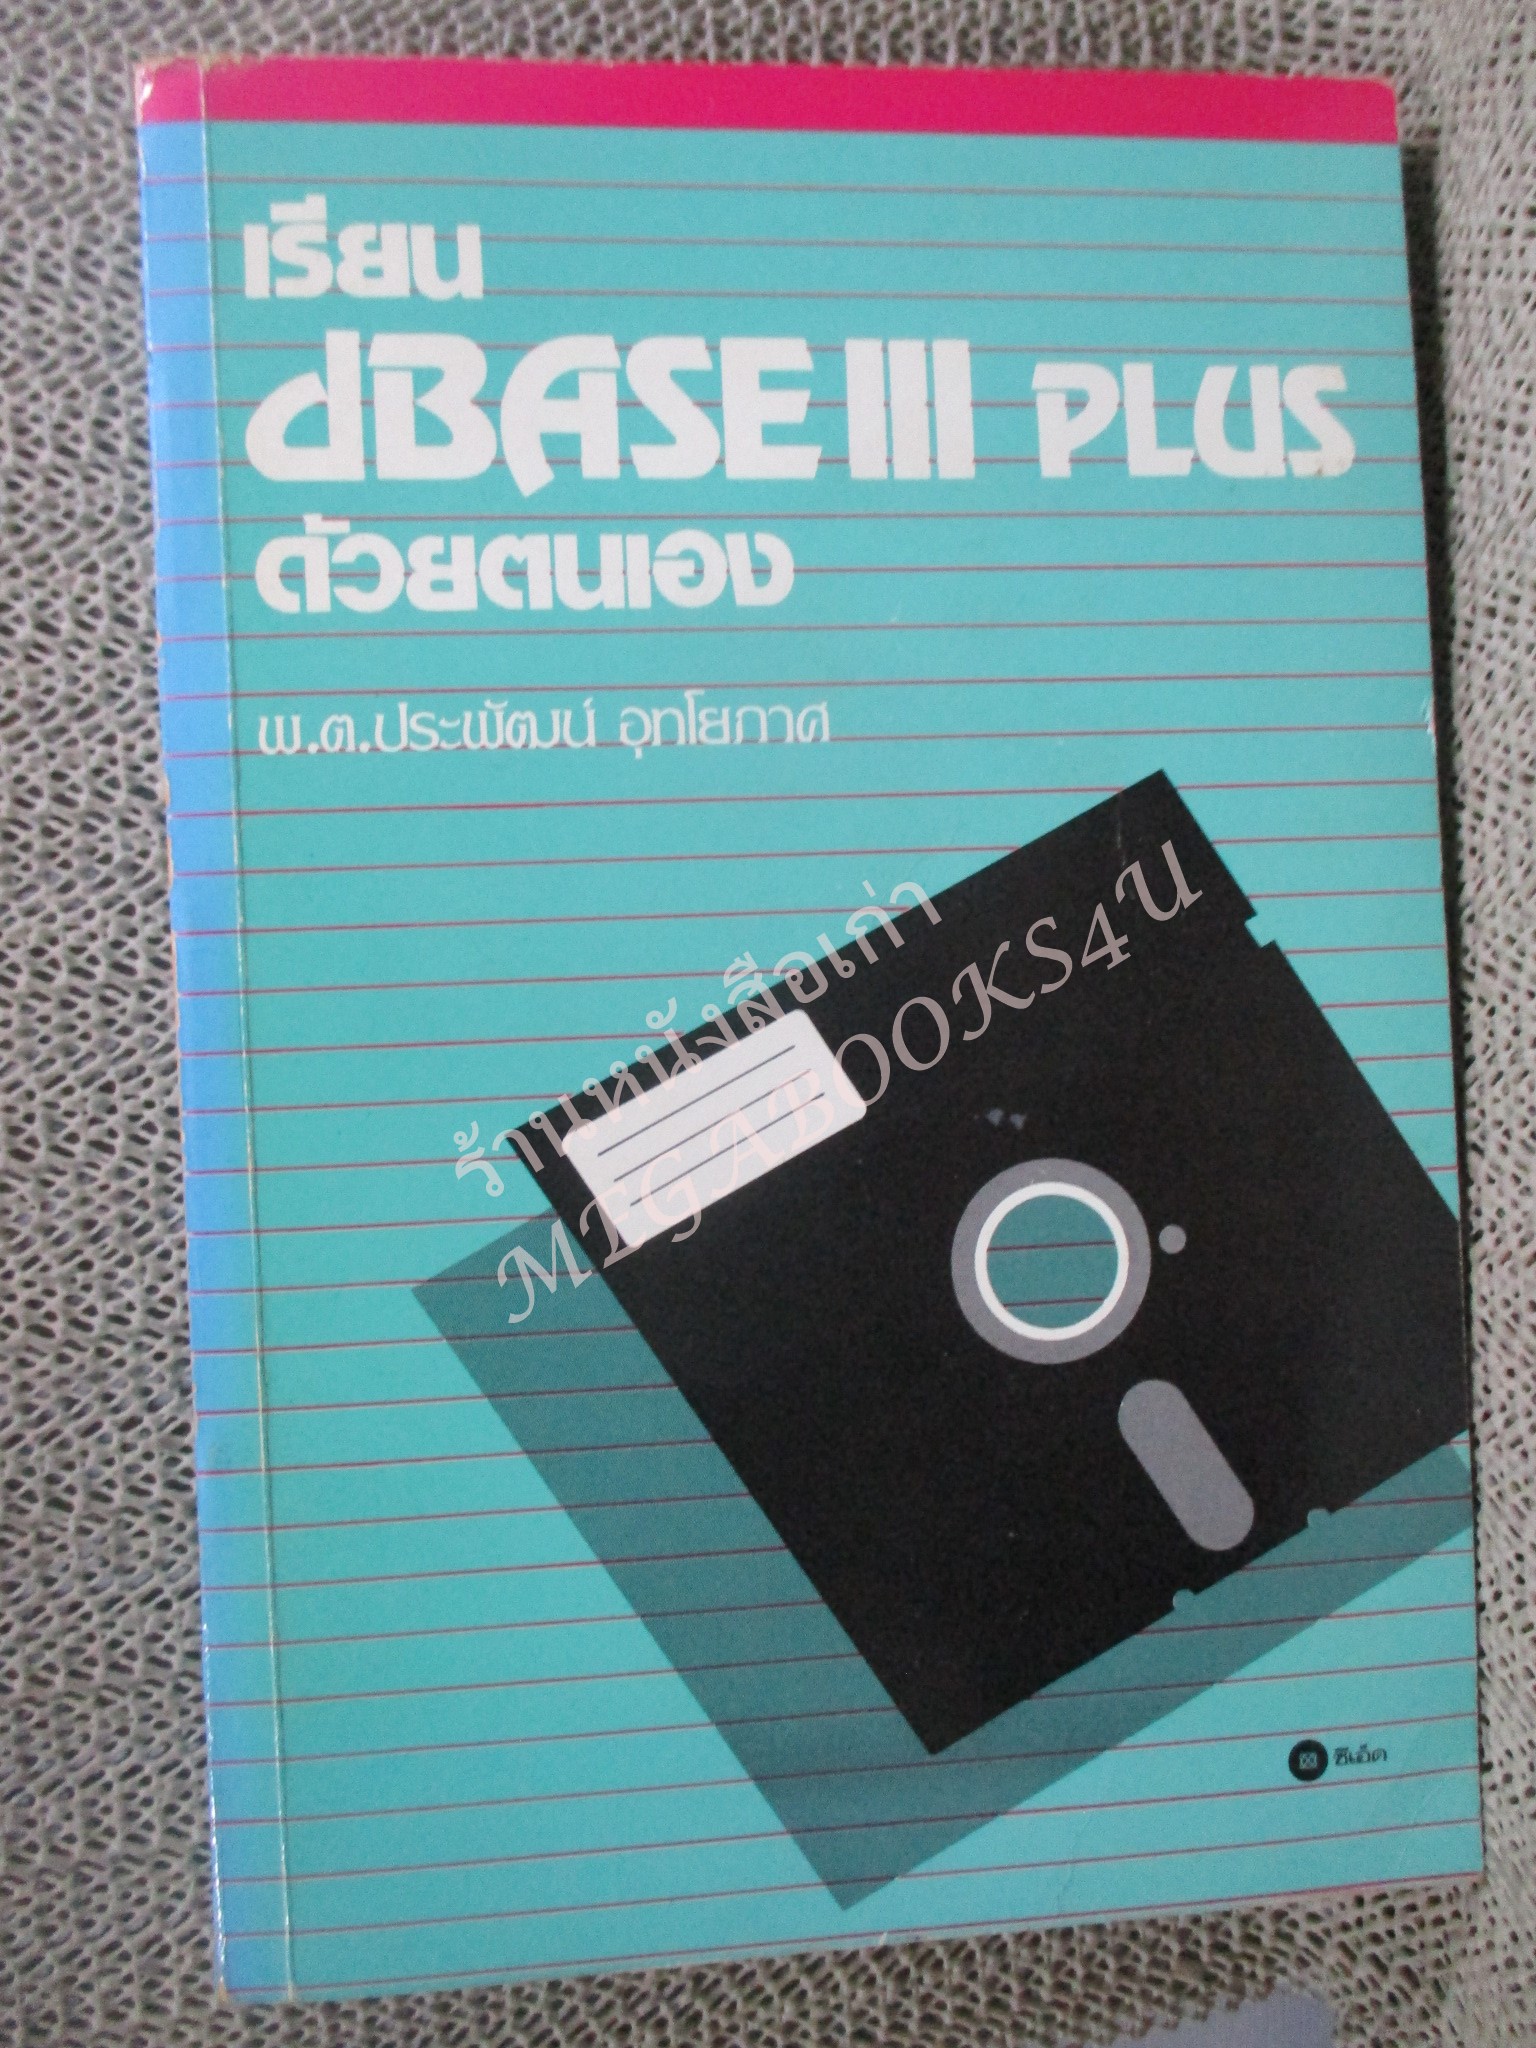 เรียน
dBASE III PLUS
ด้วยตนเอง
พ.ต.ประพัฒน์ อุทโยภาศ
ร้านหนังสือเก่า
MEGABOOKS4U
ซีเอ็ด